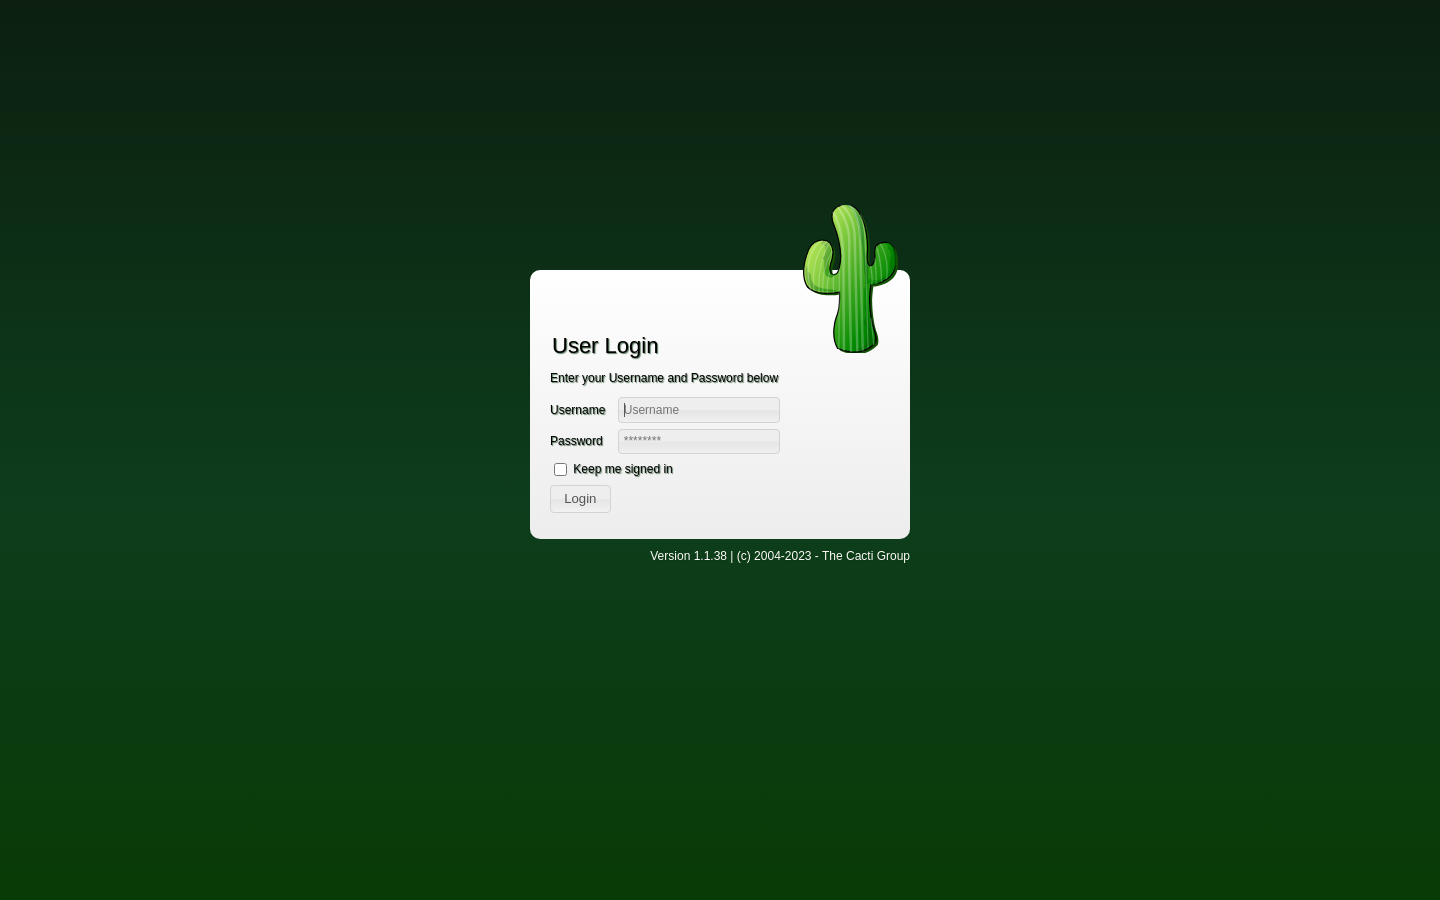 User Login
Enter your Username and Password below
Username Username
Password ********
Keep me signed in
Login
Version 1.1.38 | (c) 2004-2023 - The Cacti Group